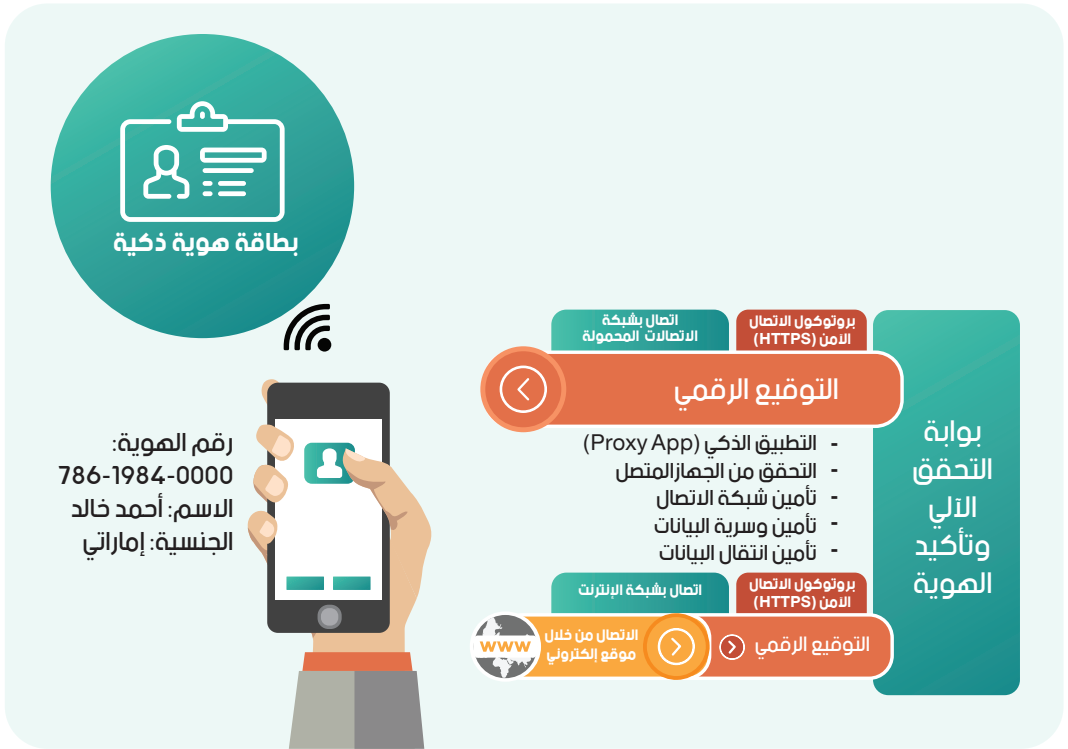 بطاقة هوية ذكية
رقم الهوية:
786-1984-0000
الاسم: أحمد خالد
الجنسية: إماراتي
بوابة
التحقق
الآلي
وتأكيد
الهوية
بروتوكول الاتصال
الآمن (HTTPS)
اتصال بشبكة
الاتصالات المحمولة
التوقيع الرقمي
- التطبيق الذكي (Proxy App)
- التحقق من الجهازالمتصل
- تأمين شبكة الاتصال
- تأمين وسرية البيانات
- تأمين انتقال البيانات
بروتوكول الاتصال
الآمن (HTTPS)
اتصال بشبكة الإنترنت
التوقيع الرقمي
الاتصال من خلال
موقع إلكتروني
www